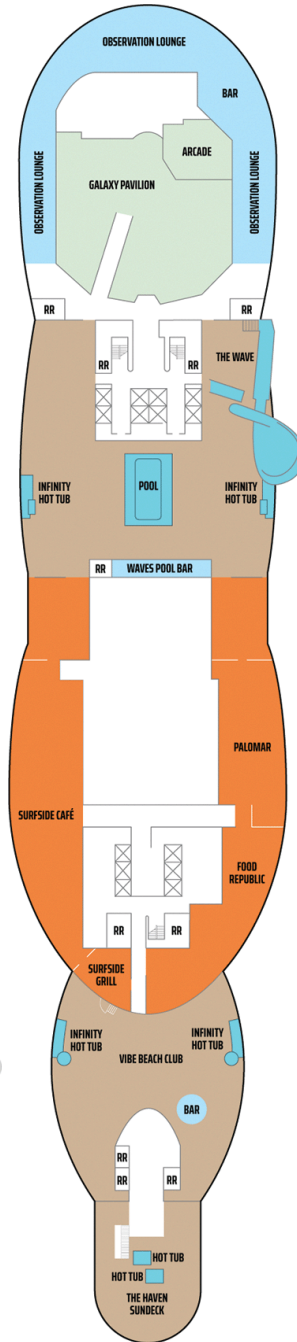 OBSERVATION LOUNGE
BAR
ARCADE
GALAXY PAVILION
OBSERVATION LOUNGE
OBSERVATION LOUNGE
RR
RR
THE WAVE
RR
RR
INFINITY
HOT TUB
POOL
INFINITY
HOT TUB
RR
WAVES POOL BAR
PALOMAR
SURFSIDE CAFÉ
FOOD
REPUBLIC
RR
RR
SURFSIDE
GRILL
INFINITY
HOT TUB
INFINITY
HOT TUB
VIBE BEACH CLUB
BAR
RR
RR
RR
HOT TUB
HOT TUB
THE HAVEN
SUNDECK